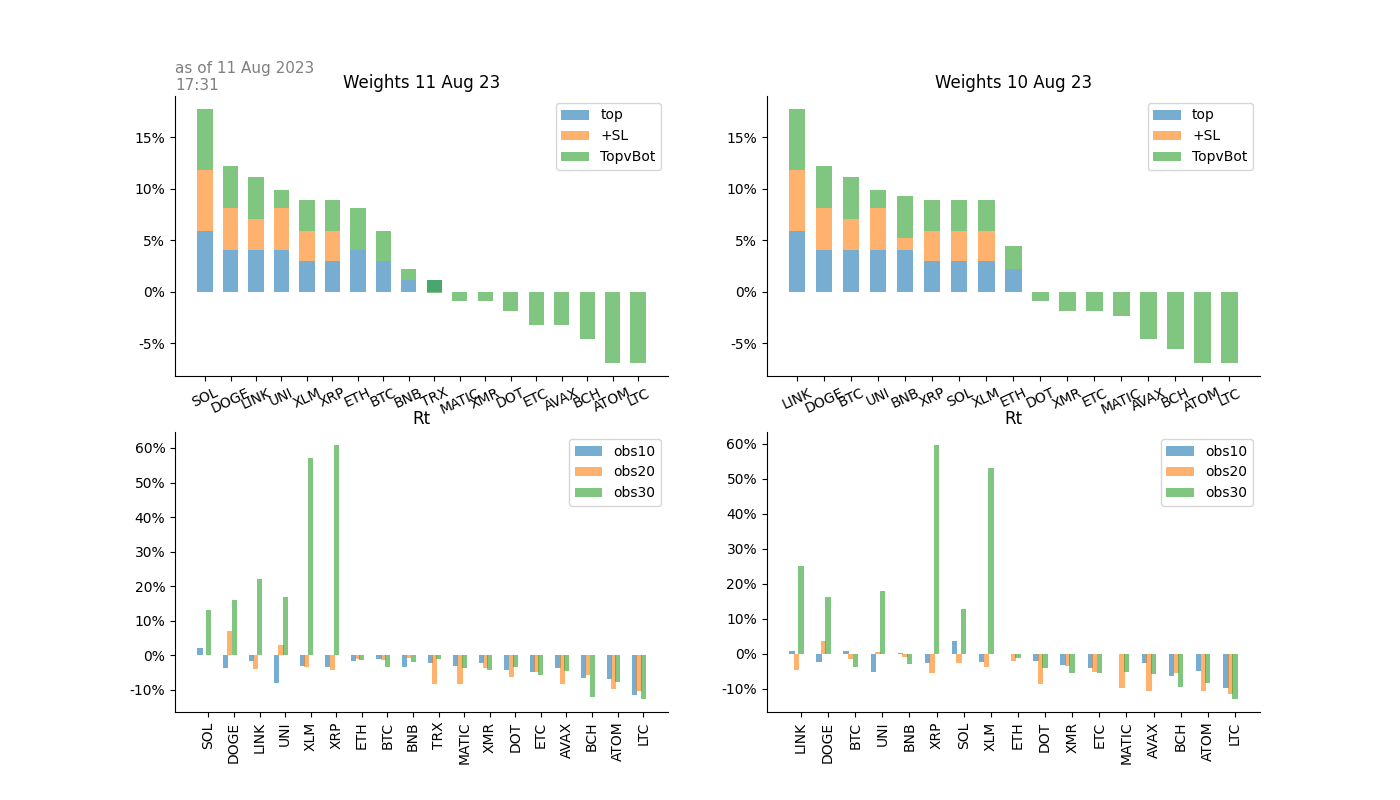 as of 11 Aug 2023
17:31
Weights 11 Aug 23
15%
10%
5%
0%
-5%
top
+SL
TopvBot
SOL DOGE LINK UNI XLM XRP ETH BTC BNB TRX MATIC XMR DOT ETC AVAX BCH ATOM LTC
Weights 10 Aug 23
15%
10%
5%
0%
-5%
top
+SL
TopvBot
LINK DOGE BTC UNI BNB XRP SOL XLM ETH DOT XMR ETC MATIC AVAX BCH ATOM LTC
Rt
60%
50%
40%
30%
20%
10%
0%
-10%
obs10
obs20
obs30
SOL DOGE LINK UNI XLM XRP ETH BTC BNB TRX MATIC XMR DOT ETC AVAX BCH ATOM LTC
Rt
60%
50%
40%
30%
20%
10%
0%
-10%
obs10
obs20
obs30
LINK DOGE BTC UNI BNB XRP SOL XLM ETH DOT XMR ETC MATIC AVAX BCH ATOM LTC